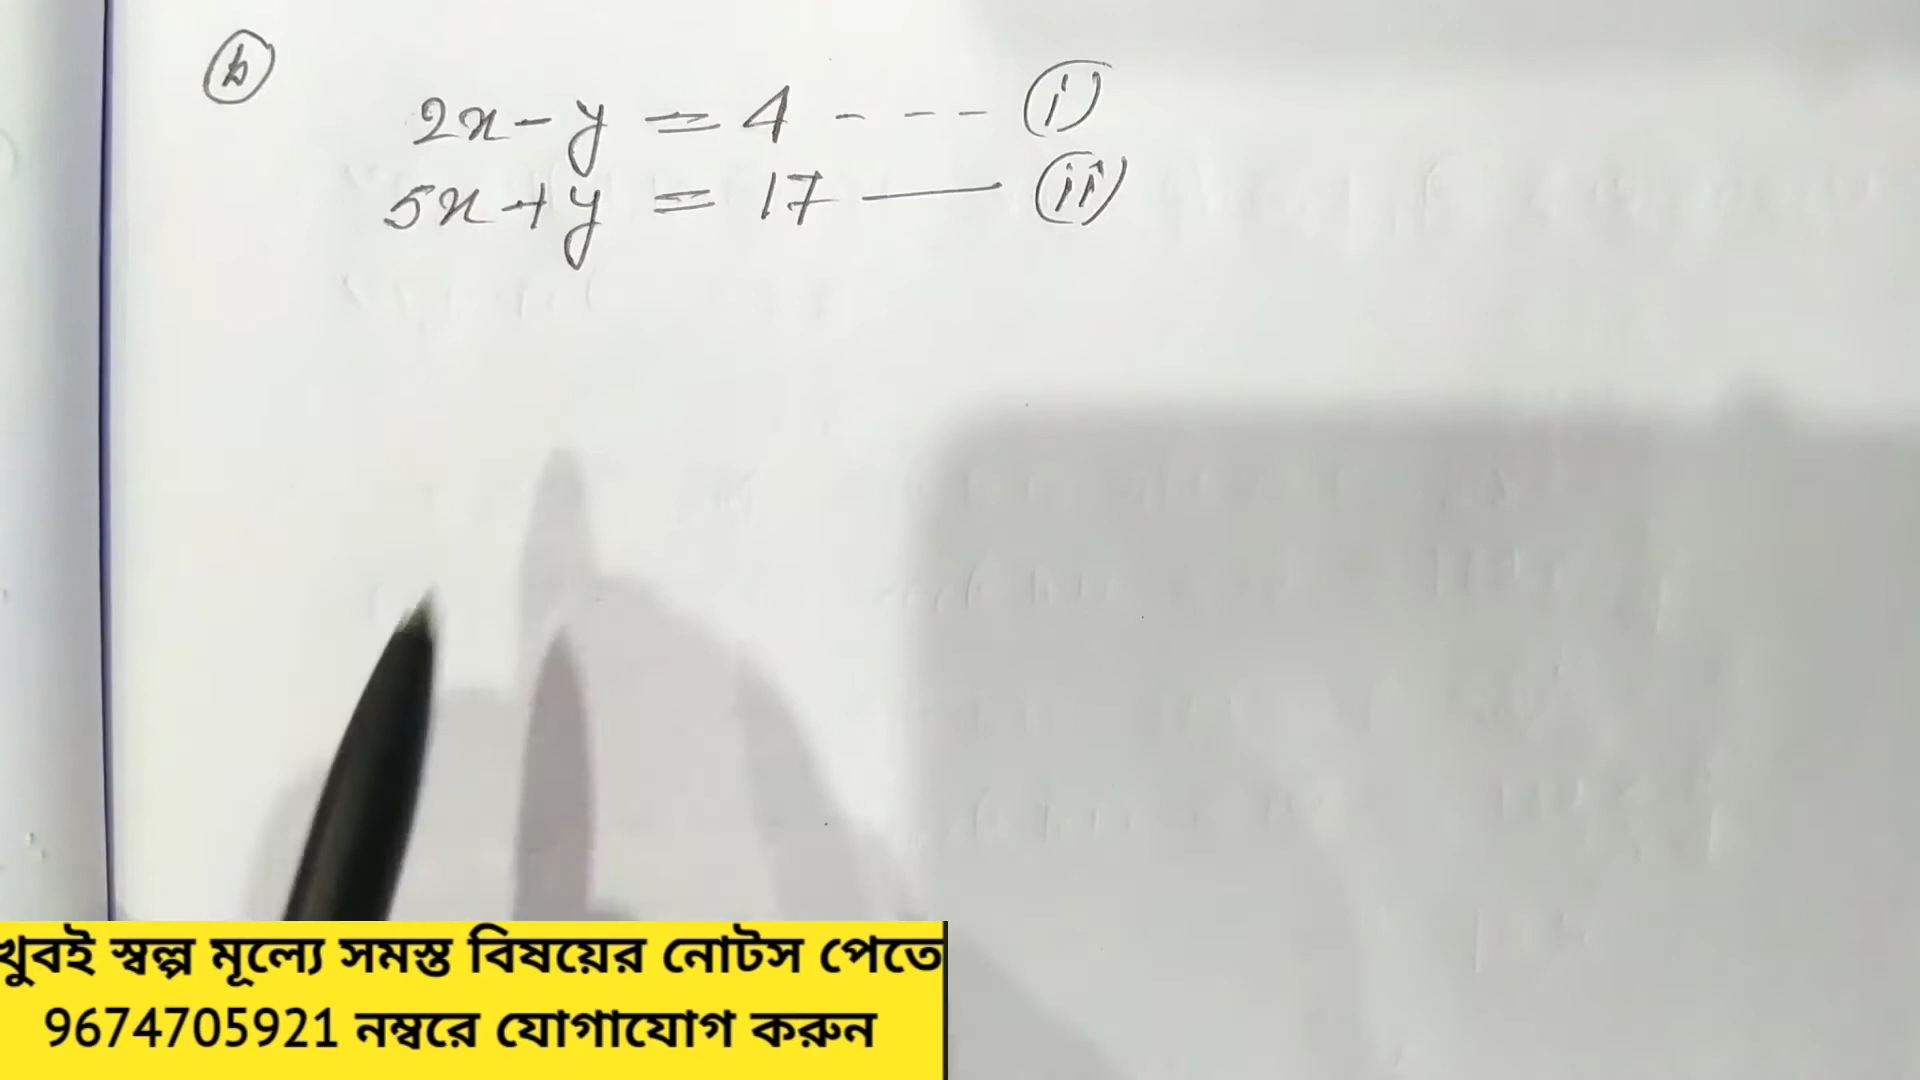 (b)
2x - y = 4 - - - (i)
5x + y = 17 — (ii)
খুবই স্বল্প মূল্যে সমস্ত বিষয়ের নোটস পেতে
9674705921 নম্বরে যোগাযোগ করুন